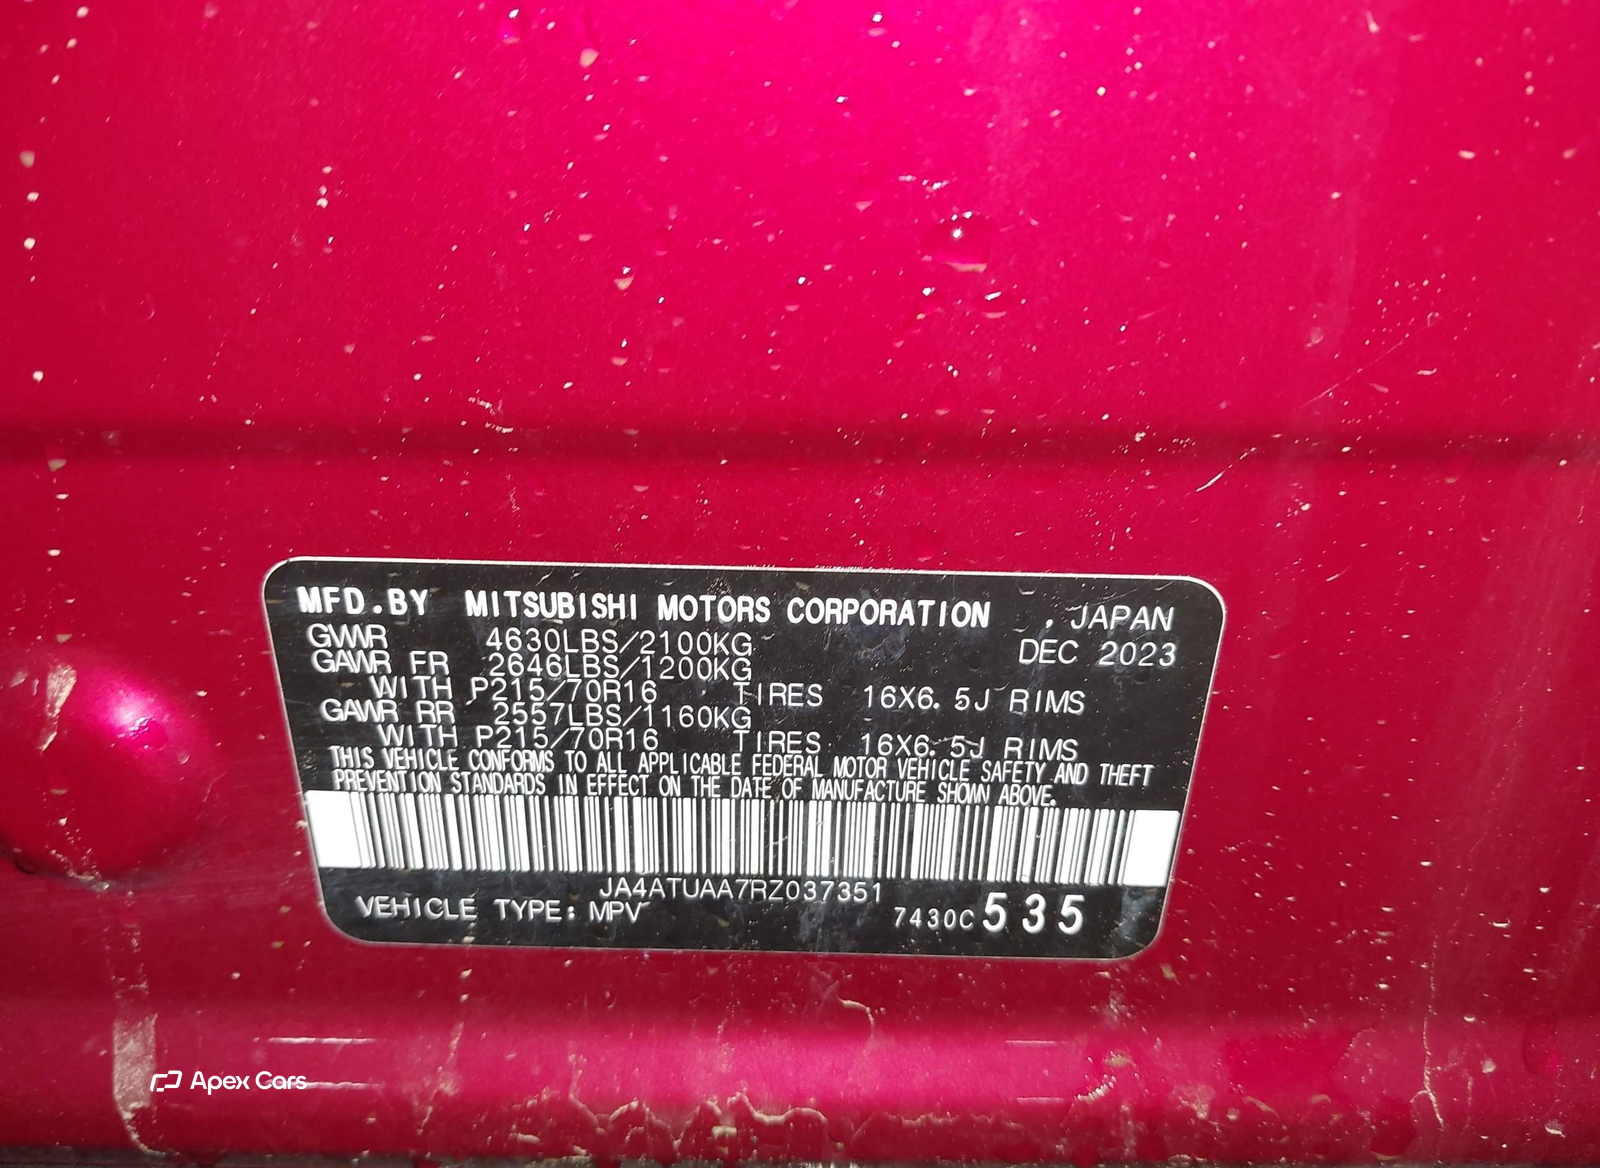 MFD.BY MITSUBISHI MOTORS CORPORATION , JAPAN
GVWR 4630LBS/2100KG DEC 2023
GAWR FR 2646LBS/1200KG
WITH P215/70R16 TIRES 16X6.5J RIMS
GAWR RR 2557LBS/1160KG
WITH P215/70R16 TIRES 16X6.5J RIMS
THIS VEHICLE CONFORMS TO ALL APPLICABLE FEDERAL MOTOR VEHICLE SAFETY AND THEFT
PREVENTION STANDARDS IN EFFECT ON THE DATE OF MANUFACTURE SHOWN ABOVE.
JA4ATUAA7RZ037351
VEHICLE TYPE: MPV 7430C 535
Apex Cars